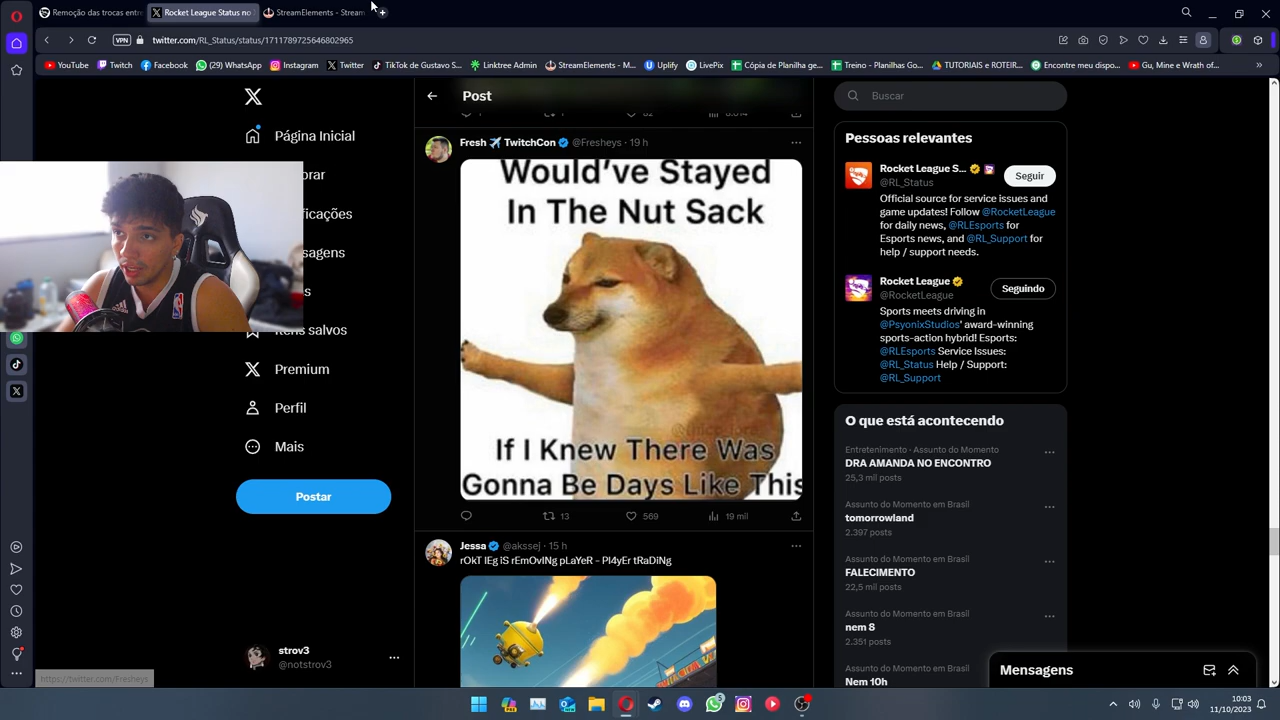 Remoção das trocas entre
Rocket League Status no
StreamElements - Stream
VPN
twitter.com/RL_Status/status/1711789725646802965
YouTube
Twitch
Facebook
(29) WhatsApp
Instagram
Twitter
TikTok de Gustavo S...
Linktree Admin
StreamElements - M...
Uplify
LivePix
Cópia de Planilha ge...
Treino - Planilhas Go...
TUTORIAIS E ROTEIR...
Encontre meu dispo...
Gu, Mine e Wrath of...
Página Inicial
Premium
Perfil
Mais
Postar
strov3
@notstrov3
https://twitter.com/Fresheys
Post
Fresh ✈️ TwitchCon @Fresheys · 19 h
Would've Stayed
In The Nut Sack
If I Knew There Was
Gonna Be Days Like This
13
569
19 mil
Jessa @akssej · 15 h
rOkT lEg iS rEmOvINg pLaYeR - Pl4yEr tRaDiNg
Buscar
Pessoas relevantes
Rocket League S...
@RL_Status
Seguir
Official source for service issues and
game updates! Follow @RocketLeague
for daily news, @RLEsports for
Esports news, and @RL_Support for
help / support needs.
Rocket League
@RocketLeague
Seguindo
Sports meets driving in
@PsyonixStudios' award-winning
sports-action hybrid! Esports:
@RLEsports Service Issues:
@RL_Status Help / Support:
@RL_Support
O que está acontecendo
Entretenimento · Assunto do Momento
DRA AMANDA NO ENCONTRO
25,3 mil posts
Assunto do Momento em Brasil
tomorrowland
2.397 posts
Assunto do Momento em Brasil
FALECIMENTO
22,5 mil posts
Assunto do Momento em Brasil
nem 8
2.351 posts
Assunto do Momento em Brasil
Nem 10h
Mensagens
10:03
11/10/2023